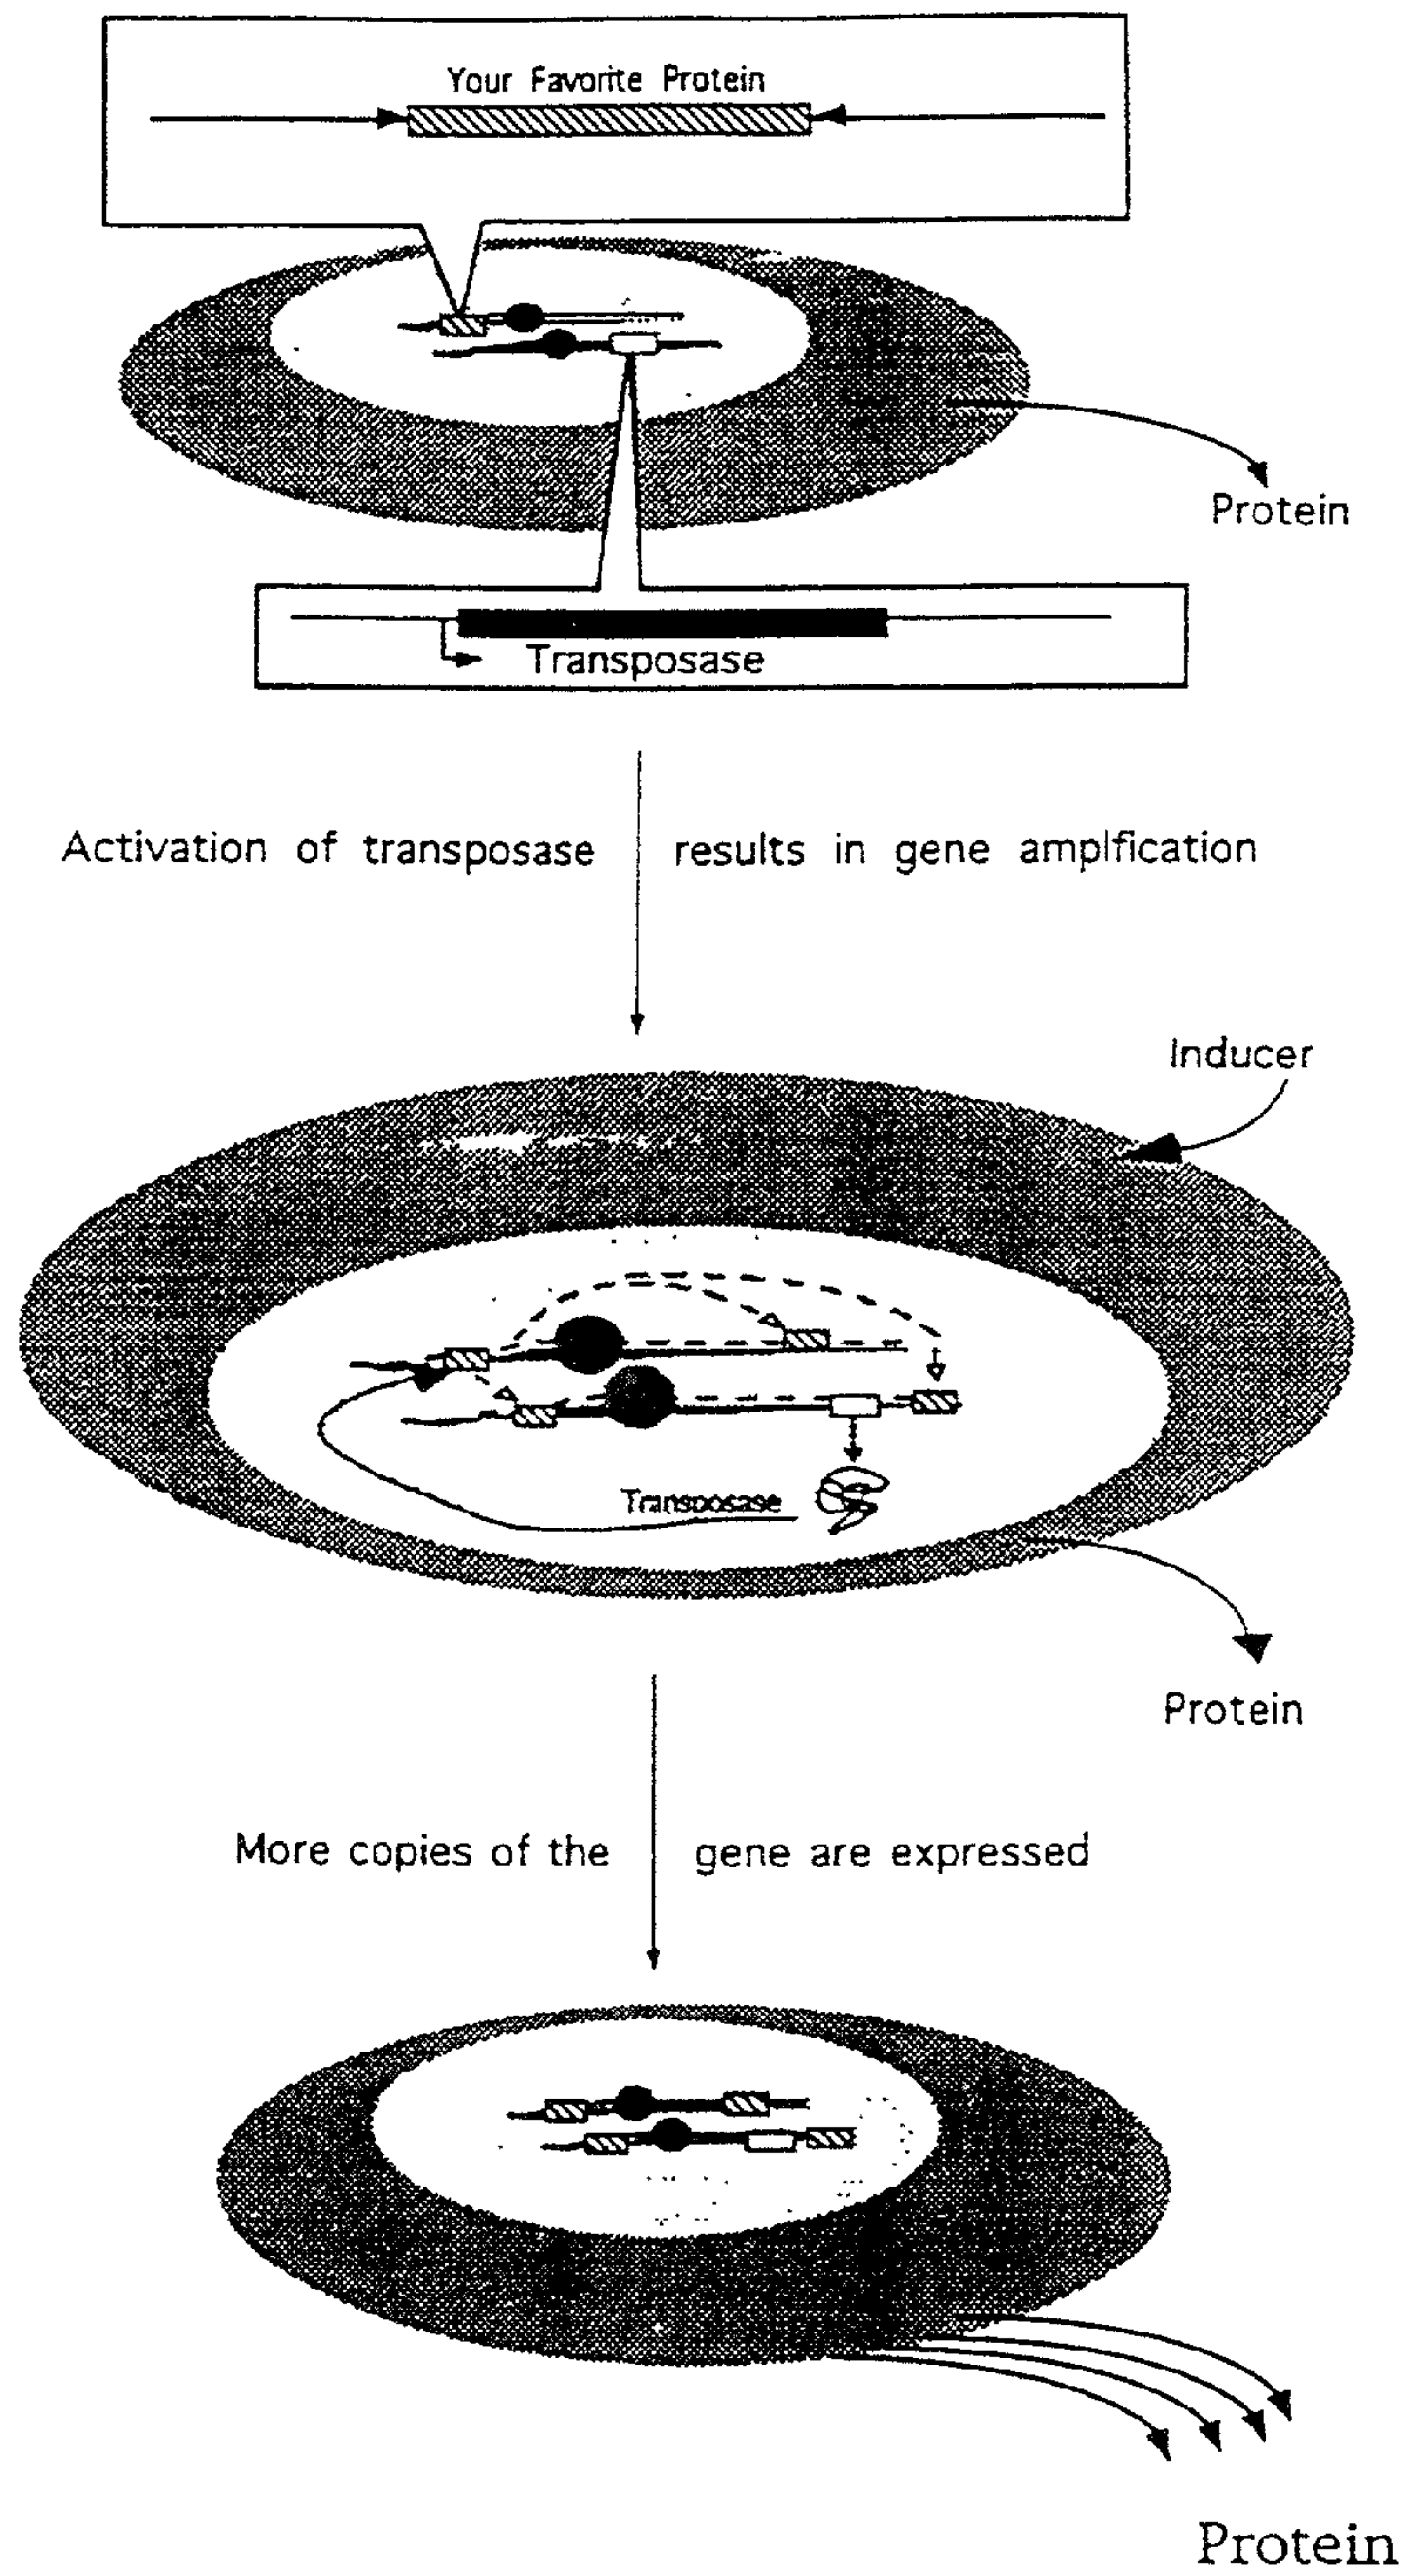 Your Favorite Protein
Protein
Transposase
Activation of transposase results in gene amplfication
Inducer
Transposase
Protein
More copies of the gene are expressed
Protein